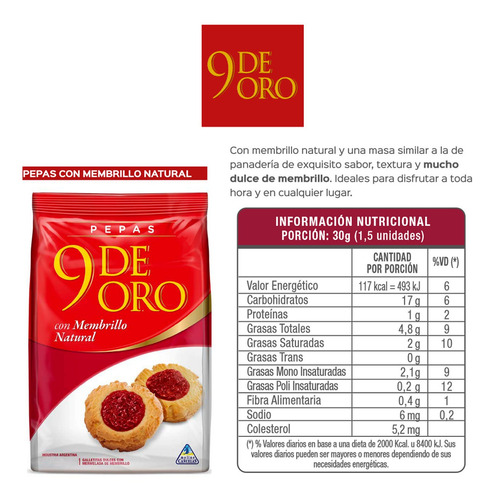 9 DE
ORO
Con membrillo natural y una masa similar a la de
panadería de exquisito sabor, textura y mucho
dulce de membrillo. Ideales para disfrutar a toda
hora y en cualquier lugar.
PEPAS CON MEMBRILLO NATURAL
PEPAS
9 DE
ORO
con Membrillo
Natural
INDUSTRIA ARGENTINA
GALLETITAS DULCES CON
MERMELADA DE MEMBRILLO
INFORMACIÓN NUTRICIONAL
PORCIÓN: 30g (1,5 unidades)
CANTIDAD POR PORCIÓN %VD (*)
Valor Energético 117 kcal = 493 kJ 6
Carbohidratos 17 g 6
Proteínas 1 g 2
Grasas Totales 4,8 g 9
Grasas Saturadas 2 g 10
Grasas Trans 0 g
Grasas Mono Insaturadas 2,1 g 9
Grasas Poli Insaturadas 0,2 g 12
Fibra Alimentaria 0,4 g 1
Sodio 6 mg 0,2
Colesterol 5,2 mg
(*) % Valores diarios en base a una dieta de 2000 Kcal. u 8400 kJ. Sus
valores diarios pueden ser mayores o menores dependiendo de sus
necesidades energéticas.